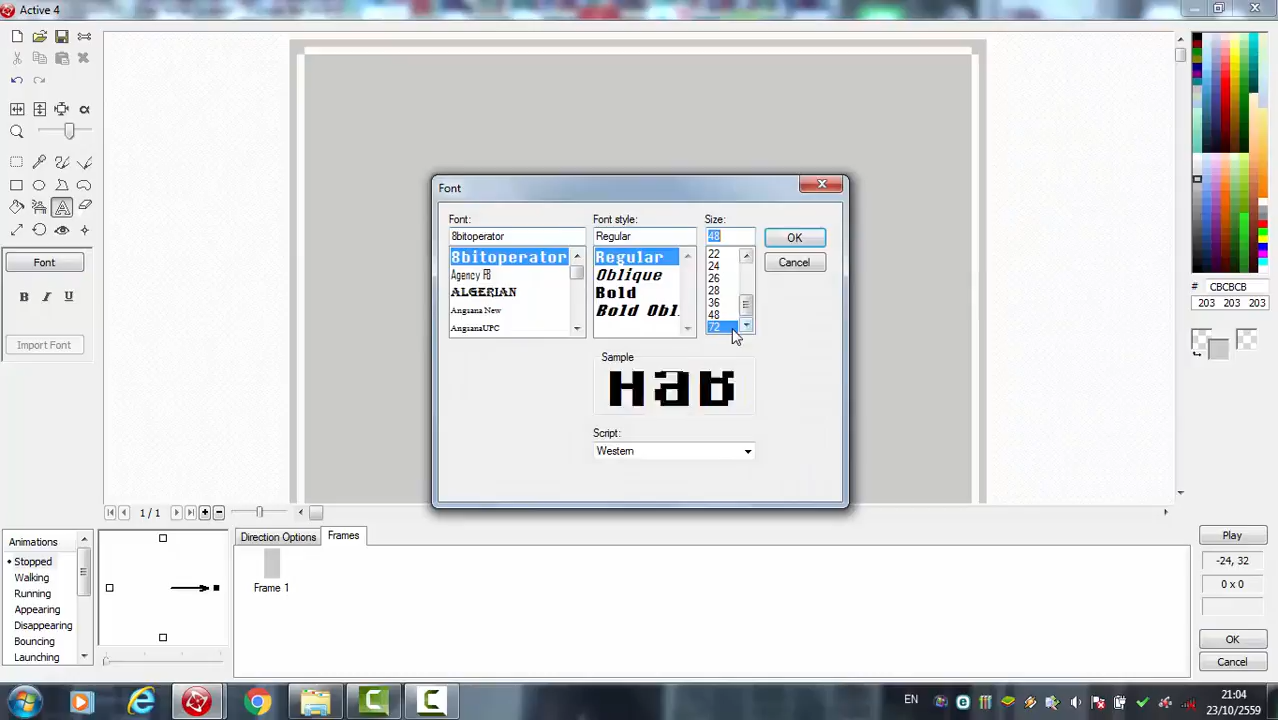 Active 4
Font
Font:
Font style:
Size:
8bitoperator
Regular
48
OK
Cancel
8bitoperator
Agency FB
ALGERIAN
Angsana New
AngsanaUPC
Regular
Oblique
Bold
Bold Obl
22
24
26
28
36
48
72
Sample
Script:
Western
Font
B I U
Import Font
# CBCBCB
203 203 203
1 / 1
Animations
Stopped
Walking
Running
Appearing
Disappearing
Bouncing
Launching
Direction Options
Frames
Frame 1
Play
-24, 32
0 x 0
OK
Cancel
EN
21:04
23/10/2559